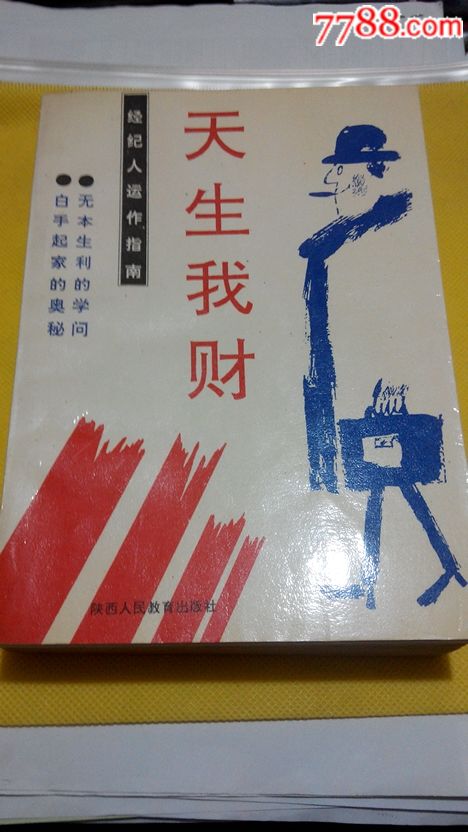 7788.com
天生我财
经纪人运作指南
●无本生利的学问
●白手起家的奥秘
陕西人民教育出版社